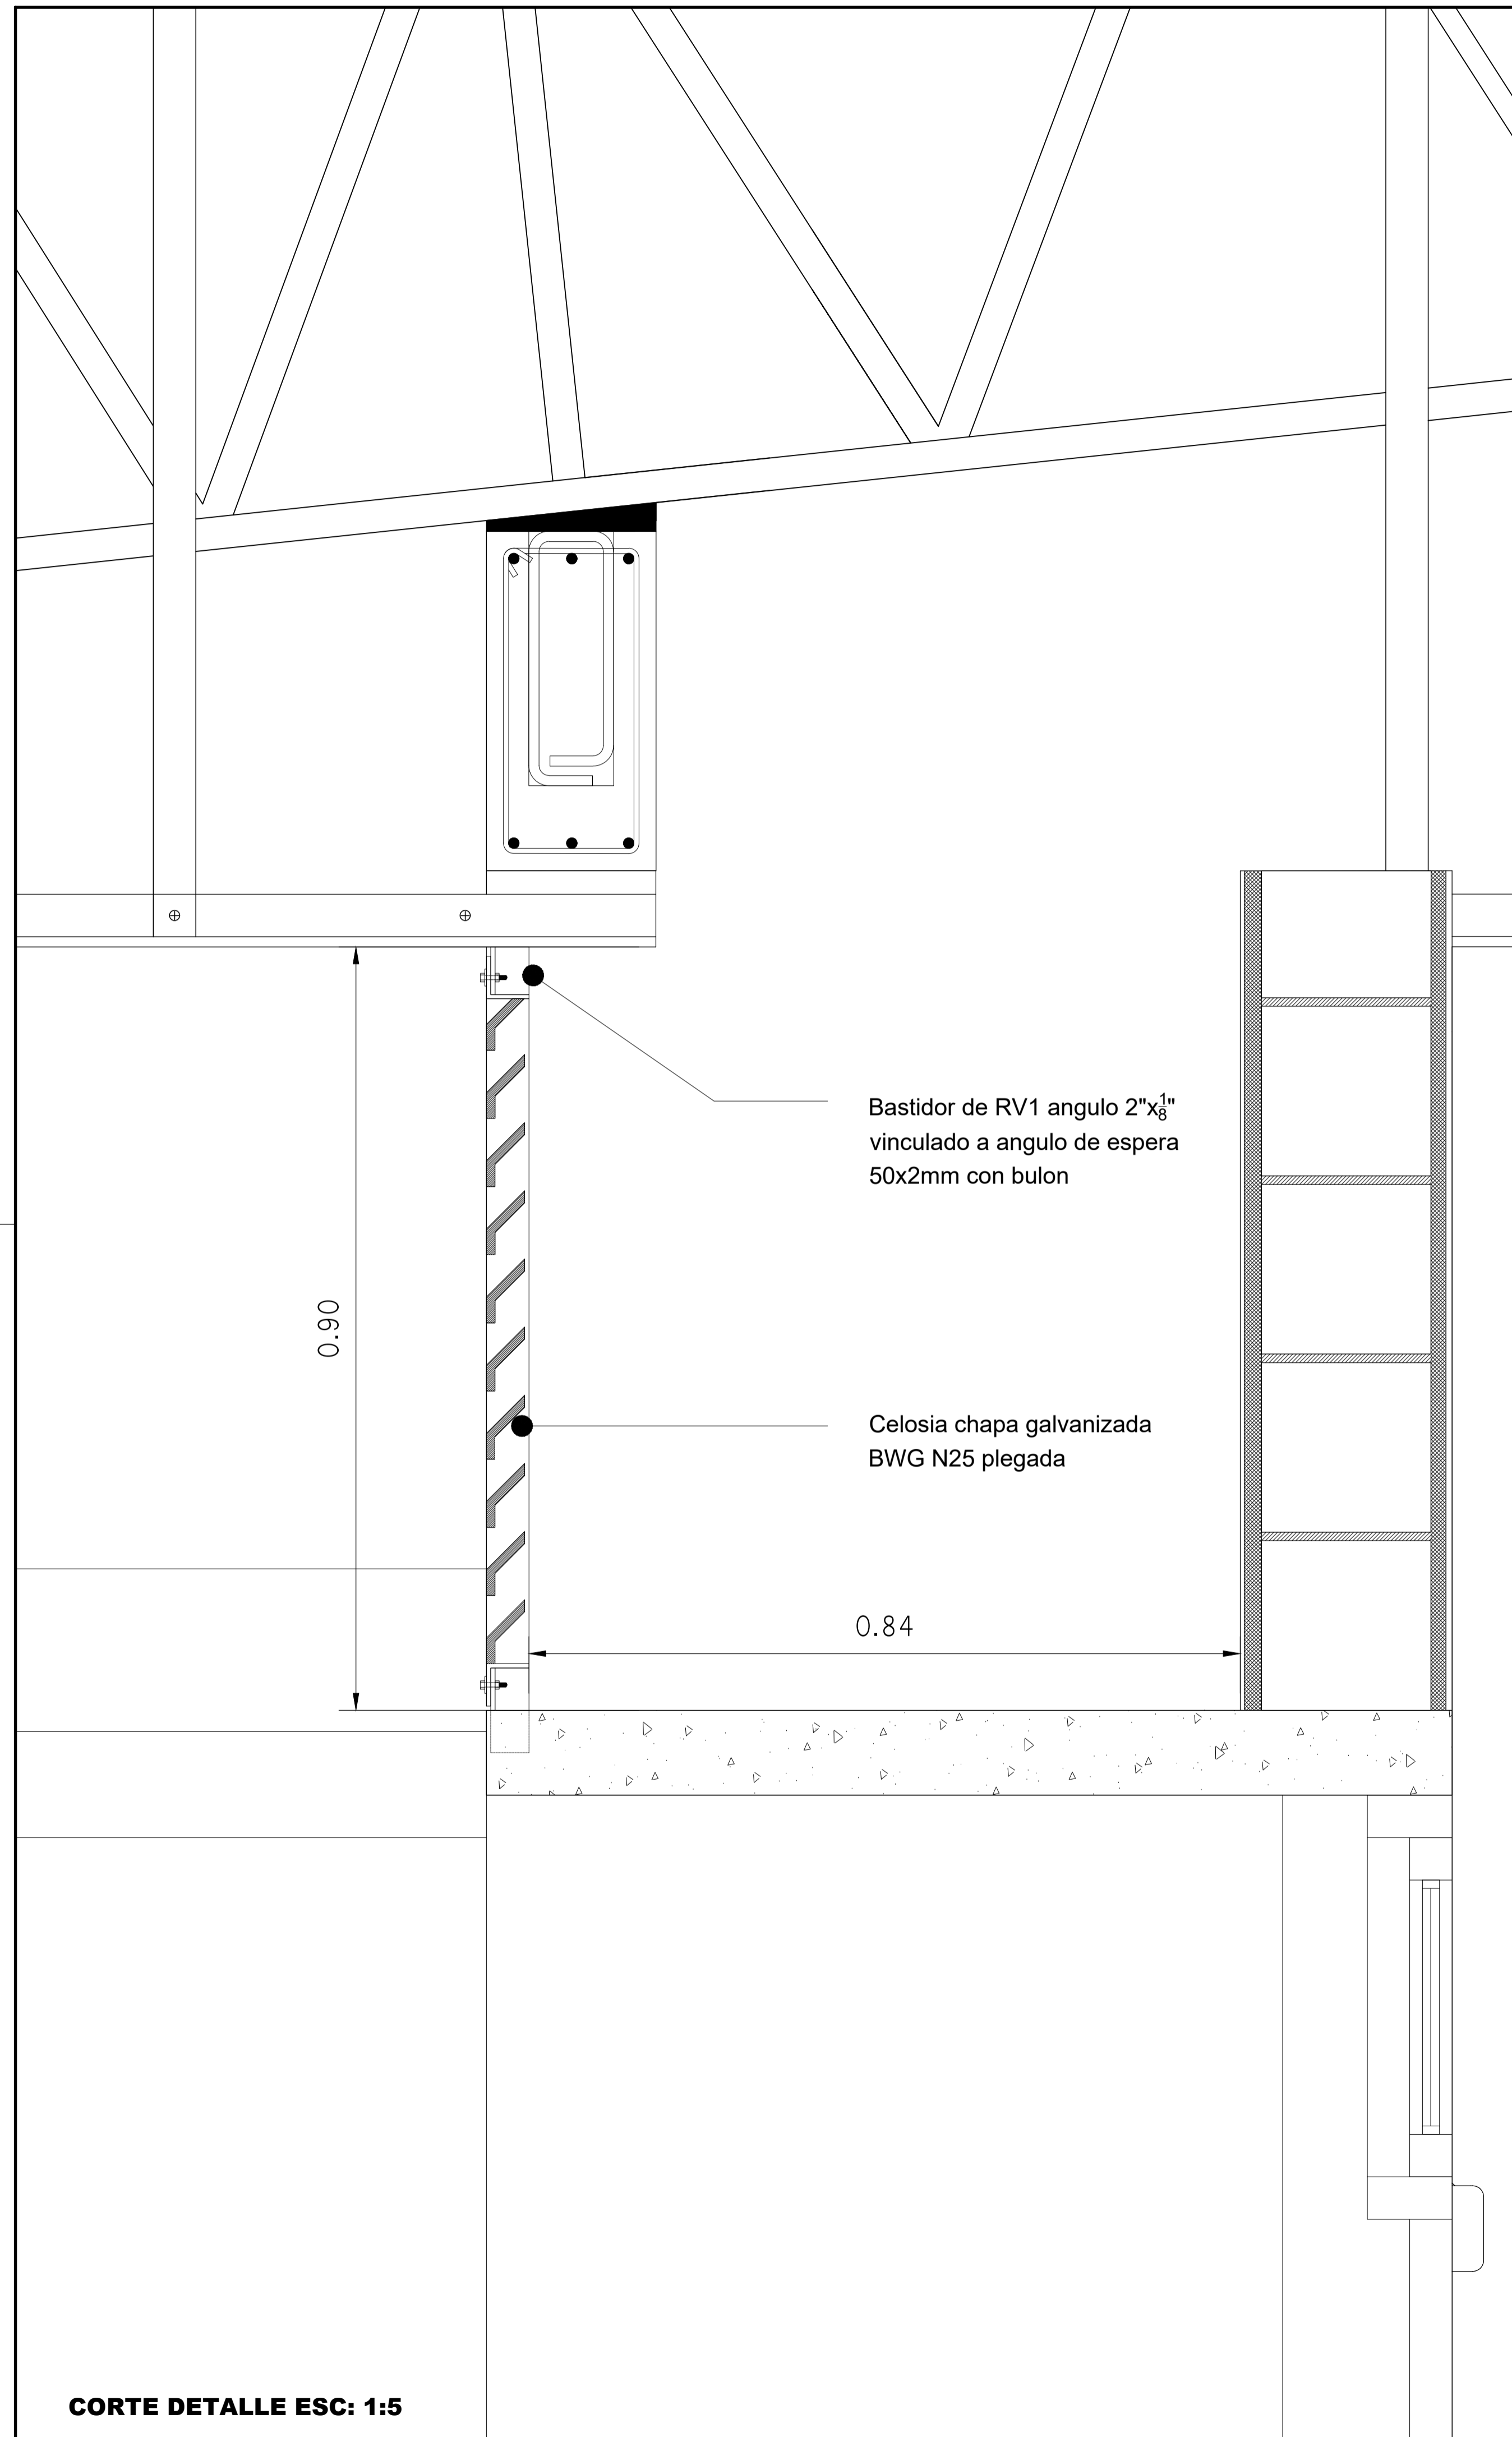 Bastidor de RV1 angulo 2"x1/8"
vinculado a angulo de espera
50x2mm con bulon
0.90
Celosia chapa galvanizada
BWG N25 plegada
0.84
CORTE DETALLE ESC: 1:5